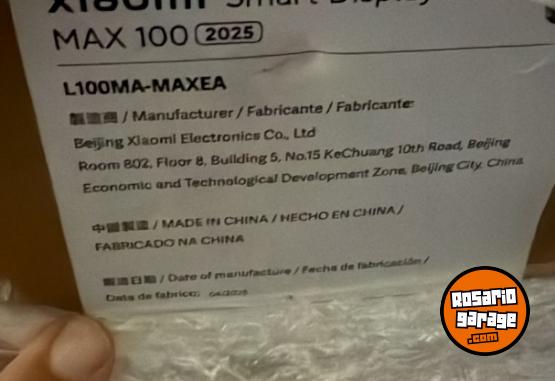 xiaomi Smart Display
MAX 100 2025
L100MA-MAXEA
製造商 / Manufacturer / Fabricante / Fabricante:
Beijing Xiaomi Electronics Co., Ltd
Room 802, Floor 8, Building 5, No.15 KeChuang 10th Road, Beijing
Economic and Technological Development Zone, Beijing City, China
中國製造 / MADE IN CHINA / HECHO EN CHINA /
FABRICADO NA CHINA
製造日期 / Date of manufacture / Fecha de fabricación /
Data de fabrico:
Rosario
garage
.com